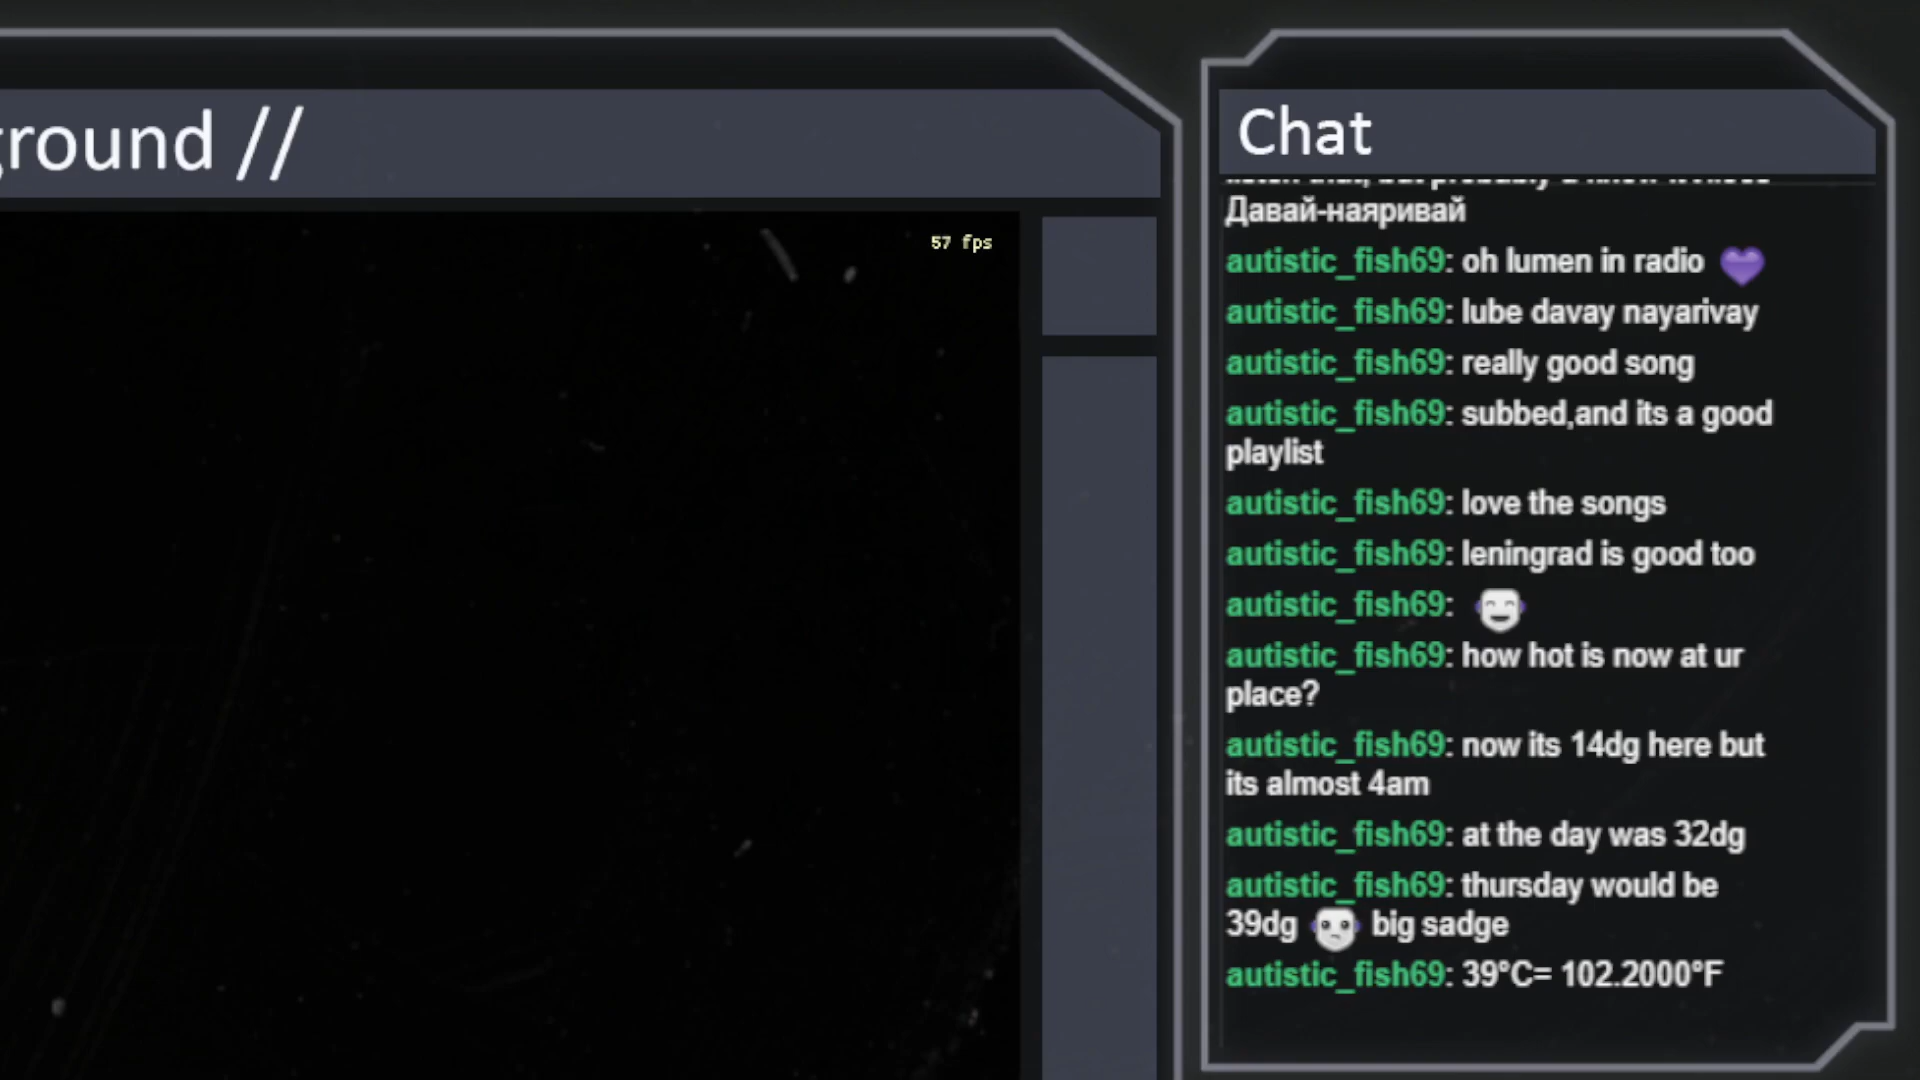 ground //
57 fps
Chat
Давай-наяривай
autistic_fish69: oh lumen in radio
autistic_fish69: lube davay nayarivay
autistic_fish69: really good song
autistic_fish69: subbed,and its a good
playlist
autistic_fish69: love the songs
autistic_fish69: leningrad is good too
autistic_fish69:
autistic_fish69: how hot is now at ur
place?
autistic_fish69: now its 14dg here but
its almost 4am
autistic_fish69: at the day was 32dg
autistic_fish69: thursday would be
39dg big sadge
autistic_fish69: 39°C= 102.2000°F